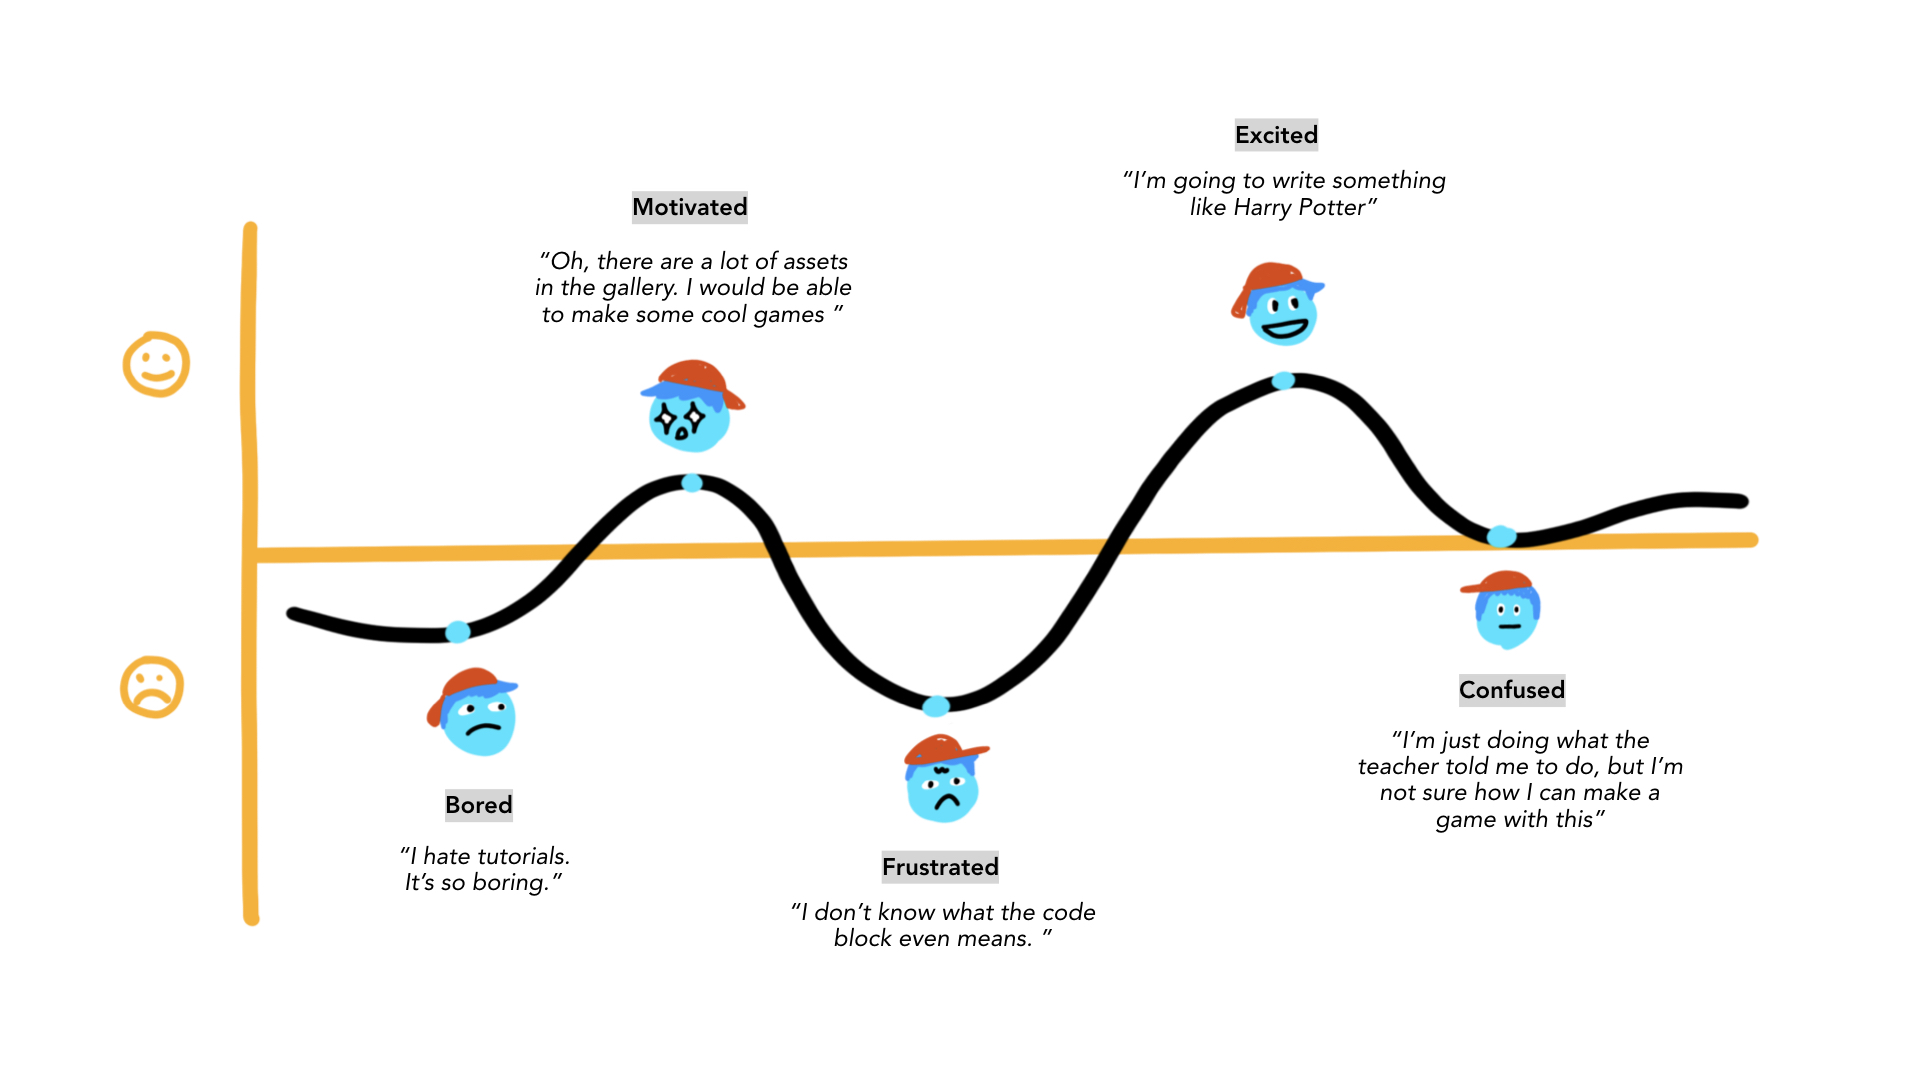 Bored
“I hate tutorials.
It’s so boring.”
Motivated
“Oh, there are a lot of assets
in the gallery. I would be able
to make some cool games ”
Frustrated
“I don’t know what the code
block even means. ”
Excited
“I’m going to write something
like Harry Potter”
Confused
“I’m just doing what the
teacher told me to do, but I’m
not sure how I can make a
game with this”